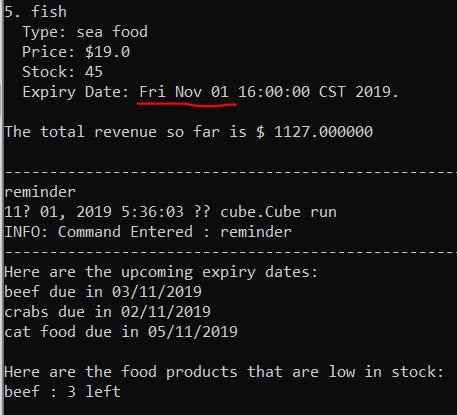 5. fish
Type: sea food
Price: $19.0
Stock: 45
Expiry Date: Fri Nov 01 16:00:00 CST 2019.
The total revenue so far is $ 1127.000000
--------------------------------------------------
reminder
11? 01, 2019 5:36:03 ?? cube.Cube run
INFO: Command Entered : reminder
--------------------------------------------------
Here are the upcoming expiry dates:
beef due in 03/11/2019
crabs due in 02/11/2019
cat food due in 05/11/2019
Here are the food products that are low in stock:
beef : 3 left